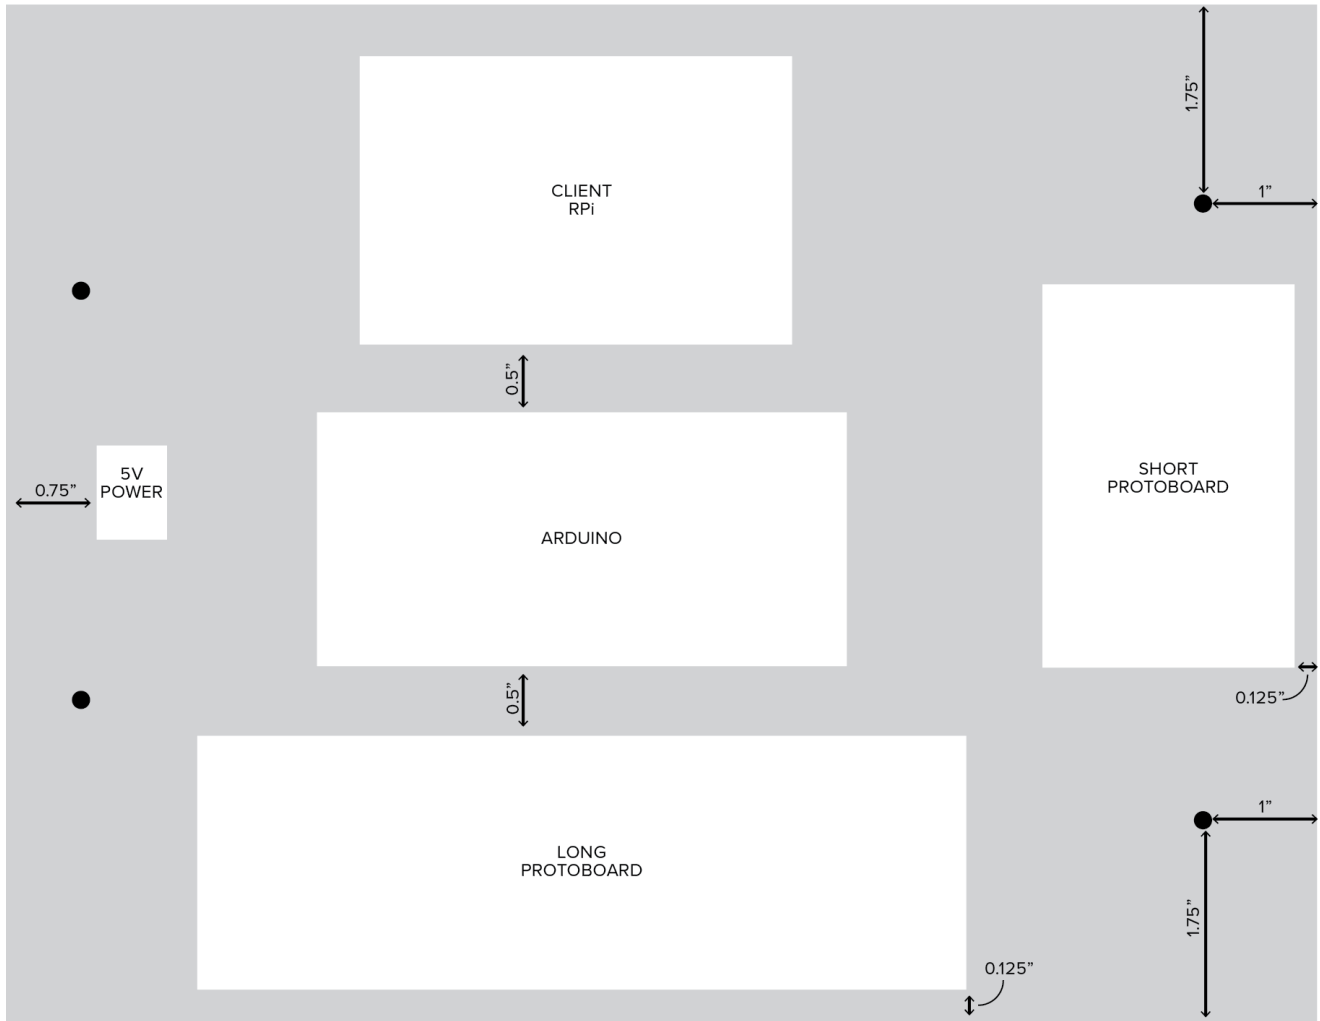 1.75”
CLIENT
RPi
1”
0.5”
5V
POWER
0.75”
SHORT
PROTOBOARD
ARDUINO
0.5”
0.125”
1”
LONG
PROTOBOARD
1.75”
0.125”